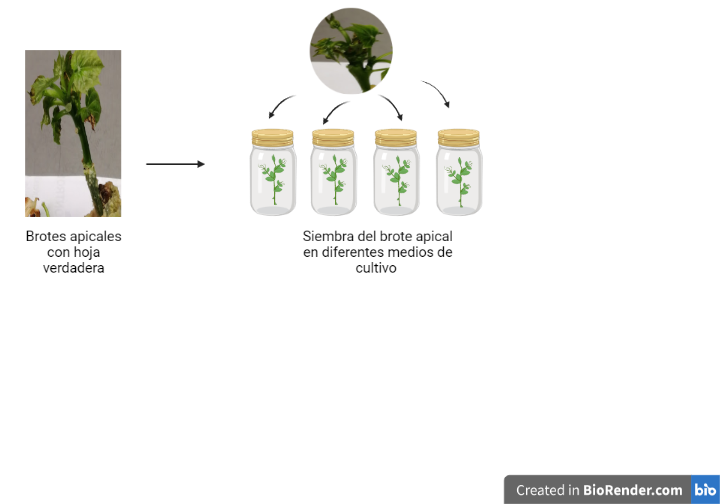 Brotes apicales
con hoja
verdadera
Siembra del brote apical
en diferentes medios de
cultivo
Created in BioRender.com bio